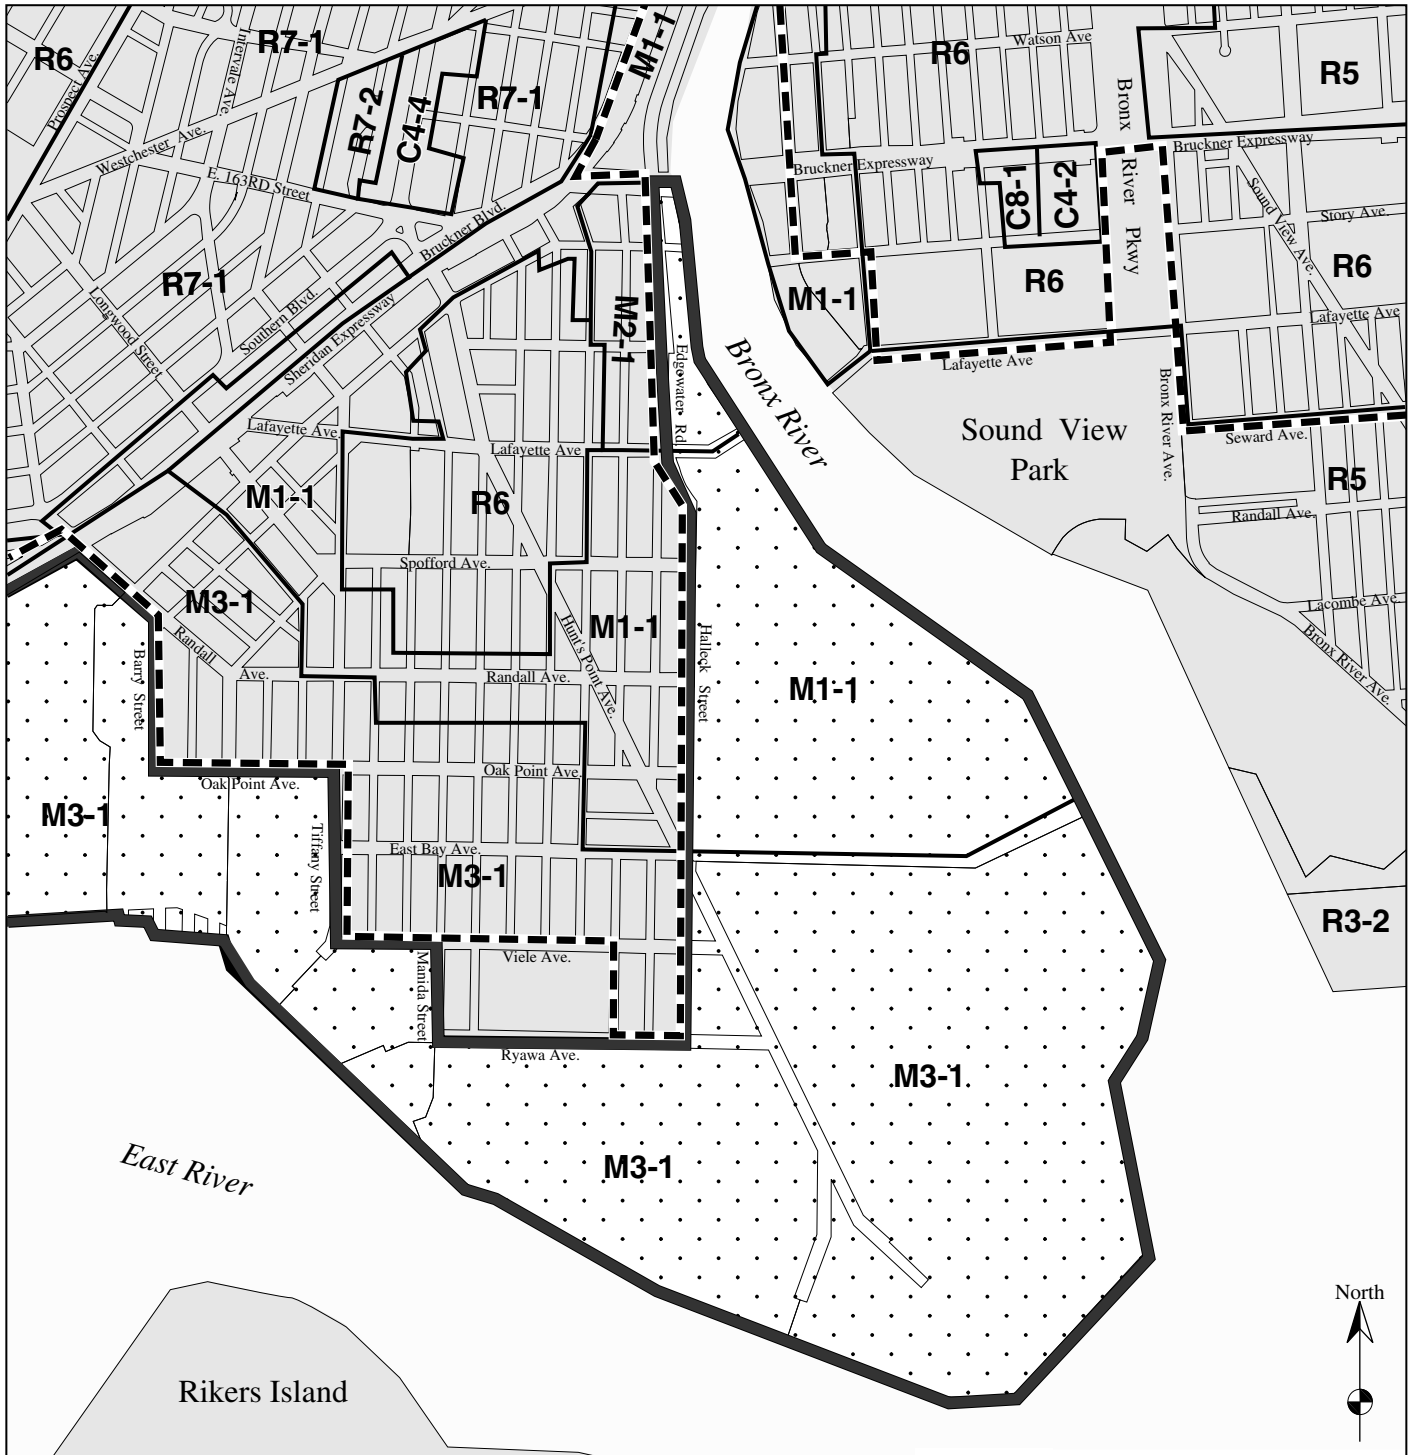 R6
R7-1
M1-1
R6
Watson Ave
R5
Prospect Ave.
Intervale Ave.
R7-2
C4-4
R7-1
Bronx
River
Pkwy
Westchester Ave.
E. 163RD Street
Bruckner Expressway
Bruckner Expressway
C8-1
C4-2
Sound View Ave.
Story Ave.
Bruckner Blvd.
R7-1
R6
R6
Longwood Street
Southern Blvd.
Sheridan Expressway
M2-1
M1-1
Lafayette Ave
Edgewater Rd.
Bronx River
Lafayette Ave
Bronx River Ave.
Lafayette Ave.
Lafayette Ave
Sound View
Park
Seward Ave.
M1-1
R6
R5
Randall Ave.
Spofford Ave.
M3-1
M1-1
Hunt's Point Ave.
Lacombe Ave.
Bronx River Ave.
Randall
Ave.
Randall Ave.
Barry Street
Halleck Street
M1-1
Oak Point Ave.
Oak Point Ave.
M3-1
Tiffany Street
East Bay Ave.
M3-1
R3-2
Viele Ave.
Manida Street
Ryawa Ave.
M3-1
M3-1
East River
North
Rikers Island